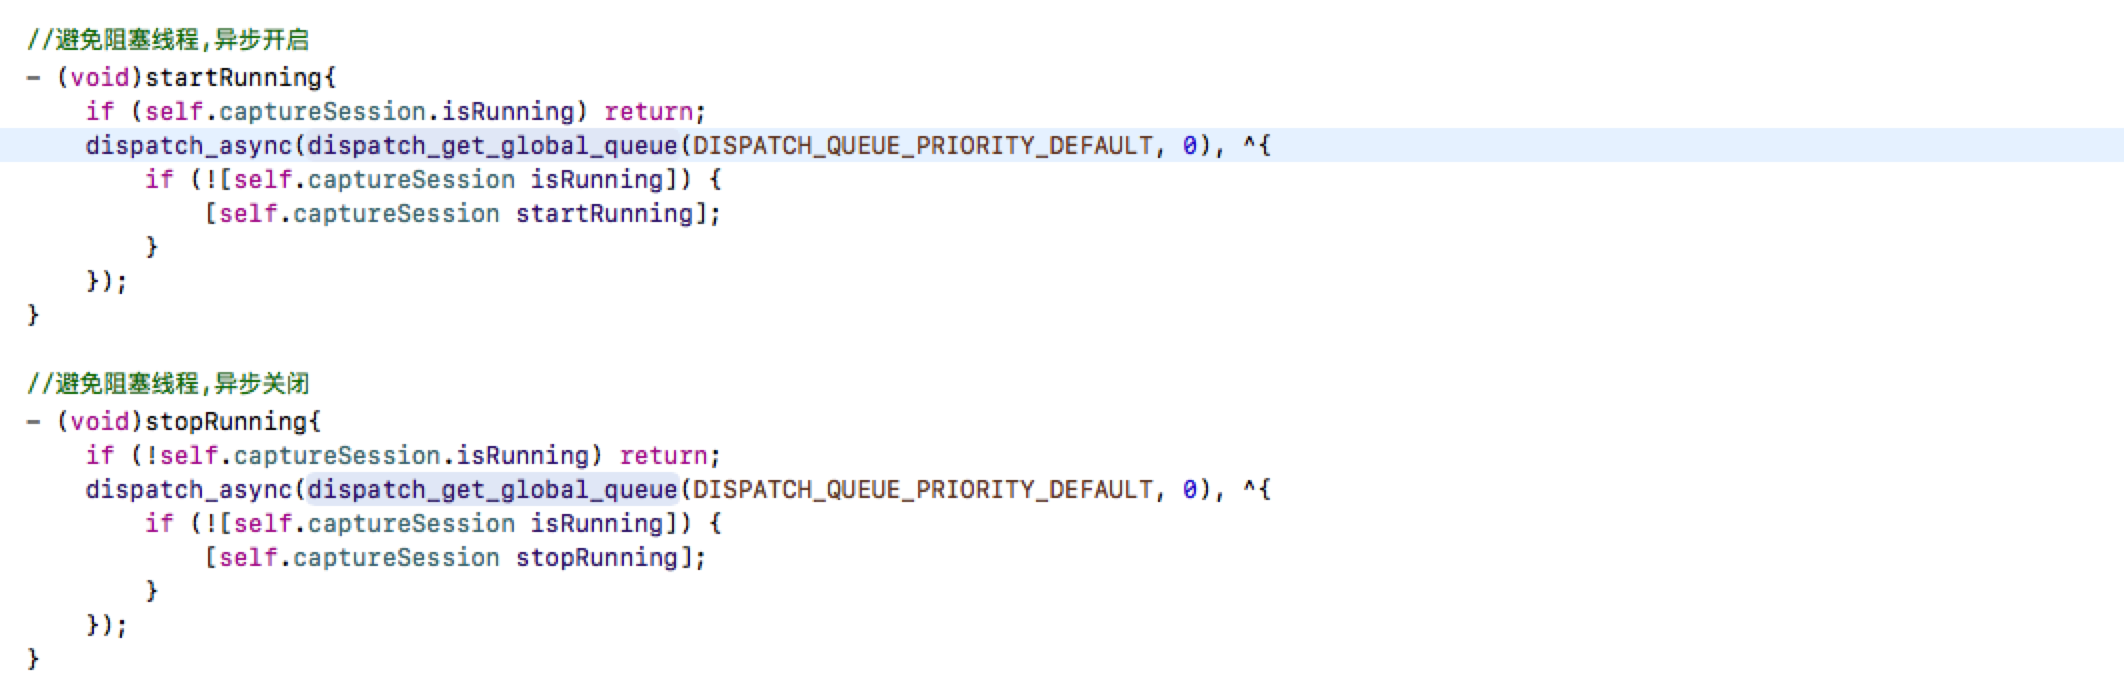 //避免阻塞线程,异步开启
- (void)startRunning{
    if (self.captureSession.isRunning) return;
    dispatch_async(dispatch_get_global_queue(DISPATCH_QUEUE_PRIORITY_DEFAULT, 0), ^{
        if (![self.captureSession isRunning]) {
            [self.captureSession startRunning];
        }
    });
}

//避免阻塞线程,异步关闭
- (void)stopRunning{
    if (!self.captureSession.isRunning) return;
    dispatch_async(dispatch_get_global_queue(DISPATCH_QUEUE_PRIORITY_DEFAULT, 0), ^{
        if (![self.captureSession isRunning]) {
            [self.captureSession stopRunning];
        }
    });
}